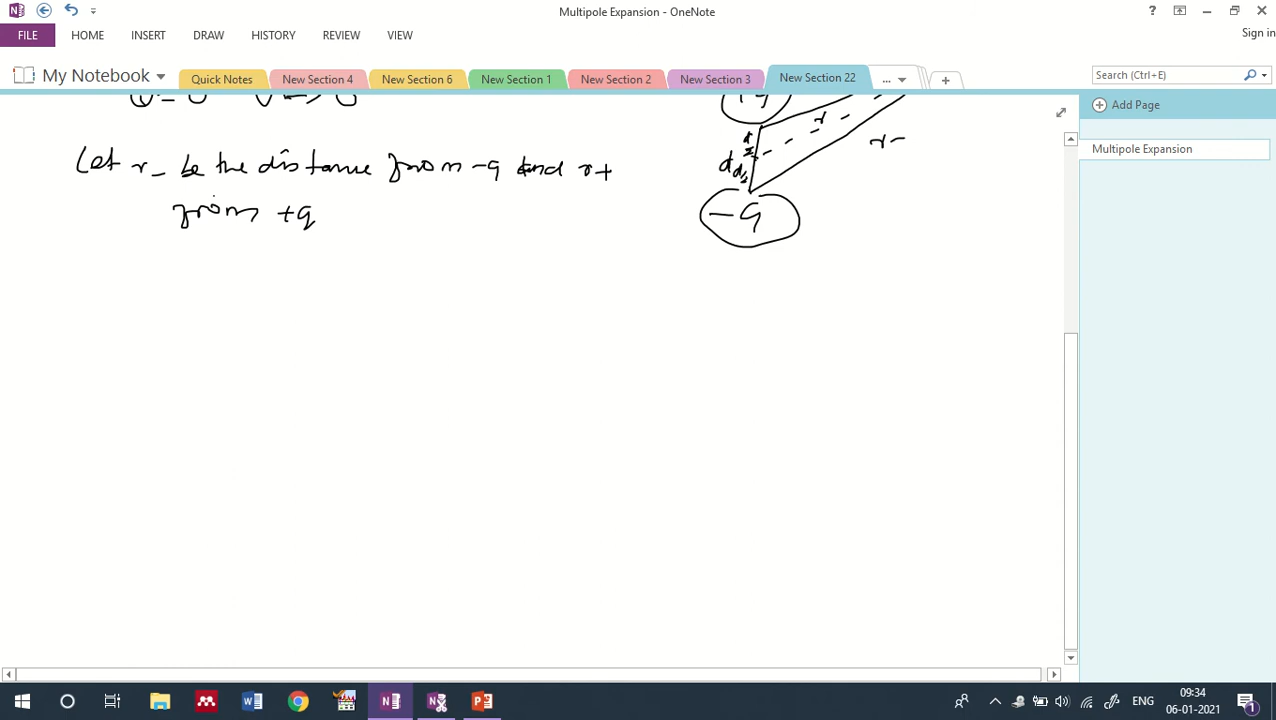 Multipole Expansion - OneNote
Sign in
FILE HOME INSERT DRAW HISTORY REVIEW VIEW
My Notebook Quick Notes New Section 4 New Section 6 New Section 1 New Section 2 New Section 3 New Section 22 ... + Search (Ctrl+E)
Add Page
Multipole Expansion
Let r- be the distance from -q and r+
from +q
r
r-
d
d/2
-q
ENG 09:34
06-01-2021
1